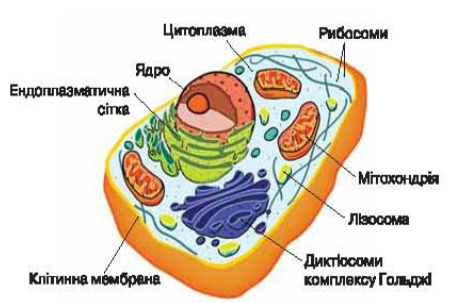 Цитоплазма
Рибосоми
Ядро
Ендоплазматична
сітка
Мітохондрія
Лізосома
Диктіосоми
комплексу Гольджі
Клітинна мембрана